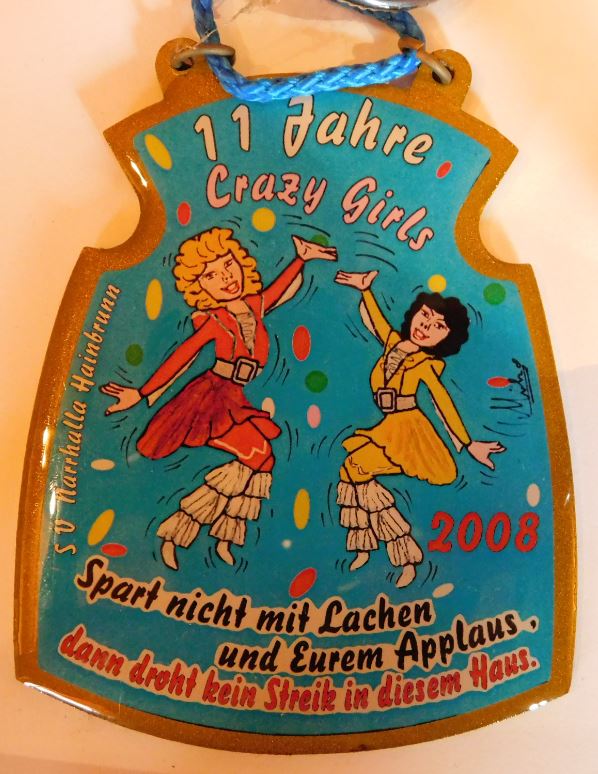 11 Jahre
Crazy Girls
S V Narrhalla Hainbrunn
2008
Spart nicht mit Lachen
und Eurem Applaus,
dann droht kein Streik in diesem Haus.